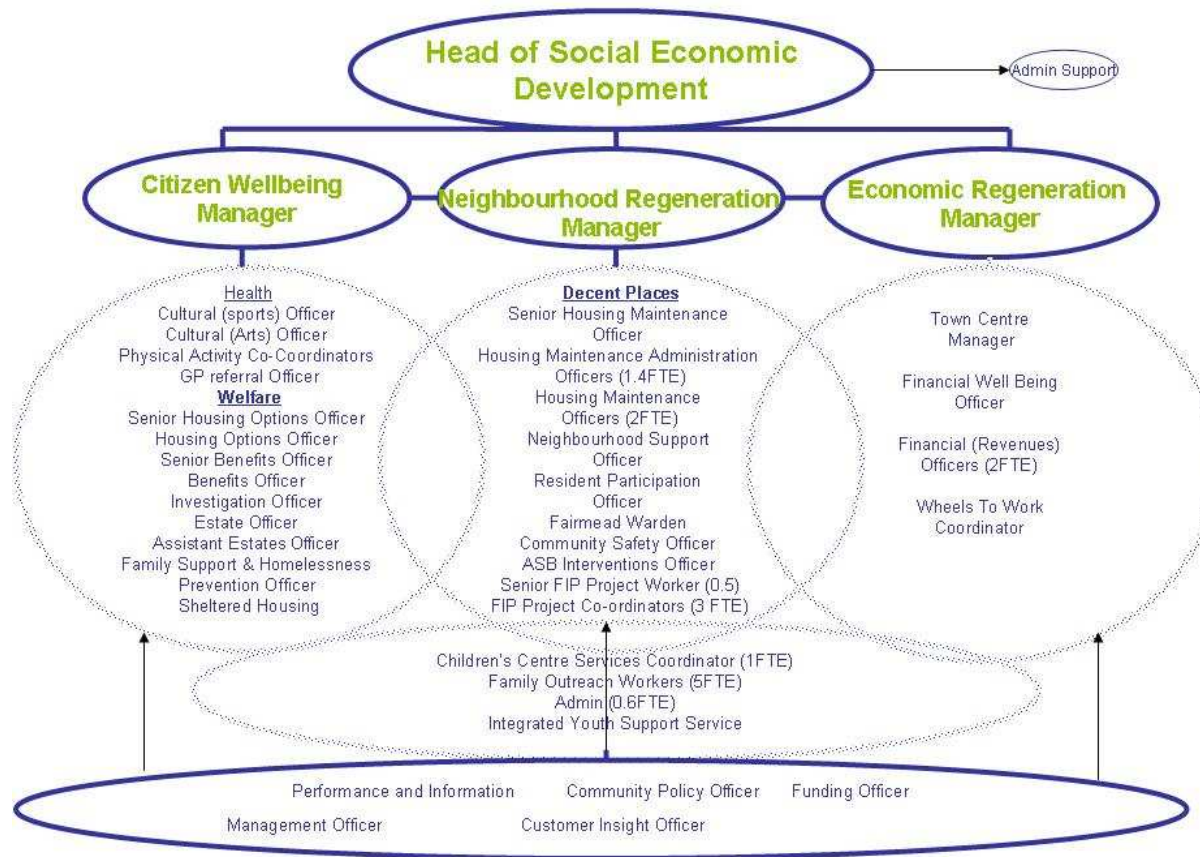 Head of Social Economic
Development
Admin Support
Citizen Wellbeing
Manager
Neighbourhood Regeneration
Manager
Economic Regeneration
Manager
Health
Cultural (sports) Officer
Cultural (Arts) Officer
Physical Activity Co-Coordinators
GP referral Officer
Welfare
Senior Housing Options Officer
Housing Options Officer
Senior Benefits Officer
Benefits Officer
Investigation Officer
Estate Officer
Assistant Estates Officer
Family Support & Homelessness
Prevention Officer
Sheltered Housing
Decent Places
Senior Housing Maintenance
Officer
Housing Maintenance Administration
Officers (1.4FTE)
Housing Maintenance
Officers (2FTE)
Neighbourhood Support
Officer
Resident Participation
Officer
Fairmead Warden
Community Safety Officer
ASB Interventions Officer
Senior FIP Project Worker (0.5)
FIP Project Co-ordinators (3 FTE)
Town Centre
Manager
Financial Well Being
Officer
Financial (Revenues)
Officers (2FTE)
Wheels To Work
Coordinator
Children's Centre Services Coordinator (1FTE)
Family Outreach Workers (5FTE)
Admin (0.6FTE)
Integrated Youth Support Service
Performance and Information Community Policy Officer Funding Officer
Management Officer Customer Insight Officer